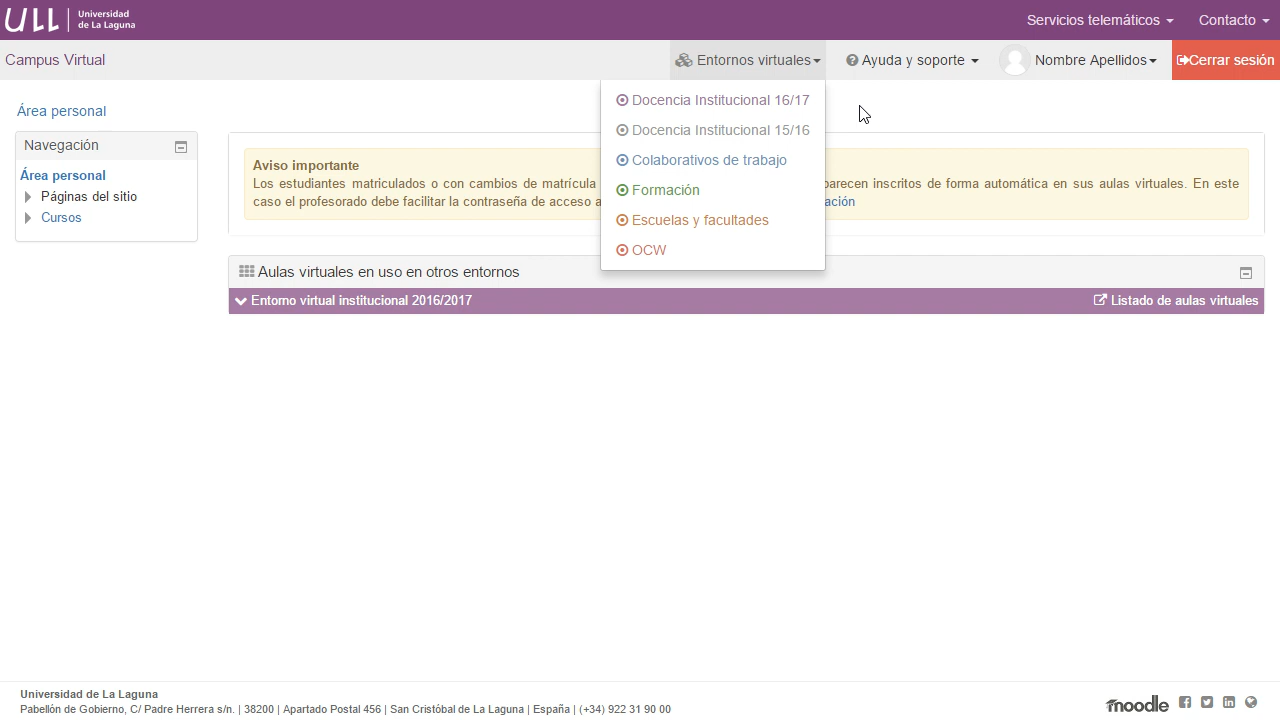 ULL
Universidad
de La Laguna
Servicios telemáticos
Contacto
Campus Virtual
Entornos virtuales
Ayuda y soporte
Nombre Apellidos
Cerrar sesión
Docencia Institucional 16/17
Docencia Institucional 15/16
Colaborativos de trabajo
Formación
Escuelas y facultades
OCW
Área personal
Navegación
Área personal
Páginas del sitio
Cursos
Aviso importante
Los estudiantes matriculados o con cambios de matrícula parecen inscritos de forma automática en sus aulas virtuales. En este
caso el profesorado debe facilitar la contraseña de acceso a ación
Aulas virtuales en uso en otros entornos
Entorno virtual institucional 2016/2017
Listado de aulas virtuales
Universidad de La Laguna
Pabellón de Gobierno, C/ Padre Herrera s/n. | 38200 | Apartado Postal 456 | San Cristóbal de La Laguna | España | (+34) 922 31 90 00
moodle